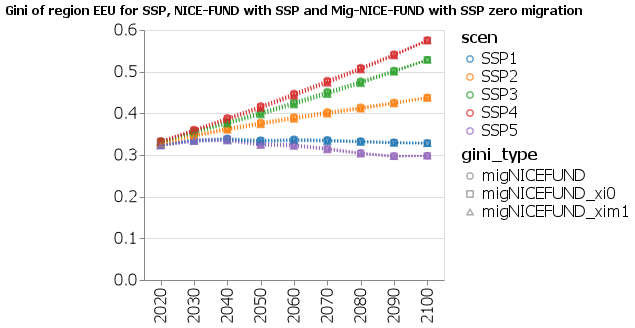 Gini of region EEU for SSP, NICE-FUND with SSP and Mig-NICE-FUND with SSP zero migration
0.6
0.5
0.4
0.3
0.2
0.1
0.0
2020
2030
2040
2050
2060
2070
2080
2090
2100
scen
SSP1
SSP2
SSP3
SSP4
SSP5
gini_type
migNICEFUND
migNICEFUND_xi0
migNICEFUND_xim1